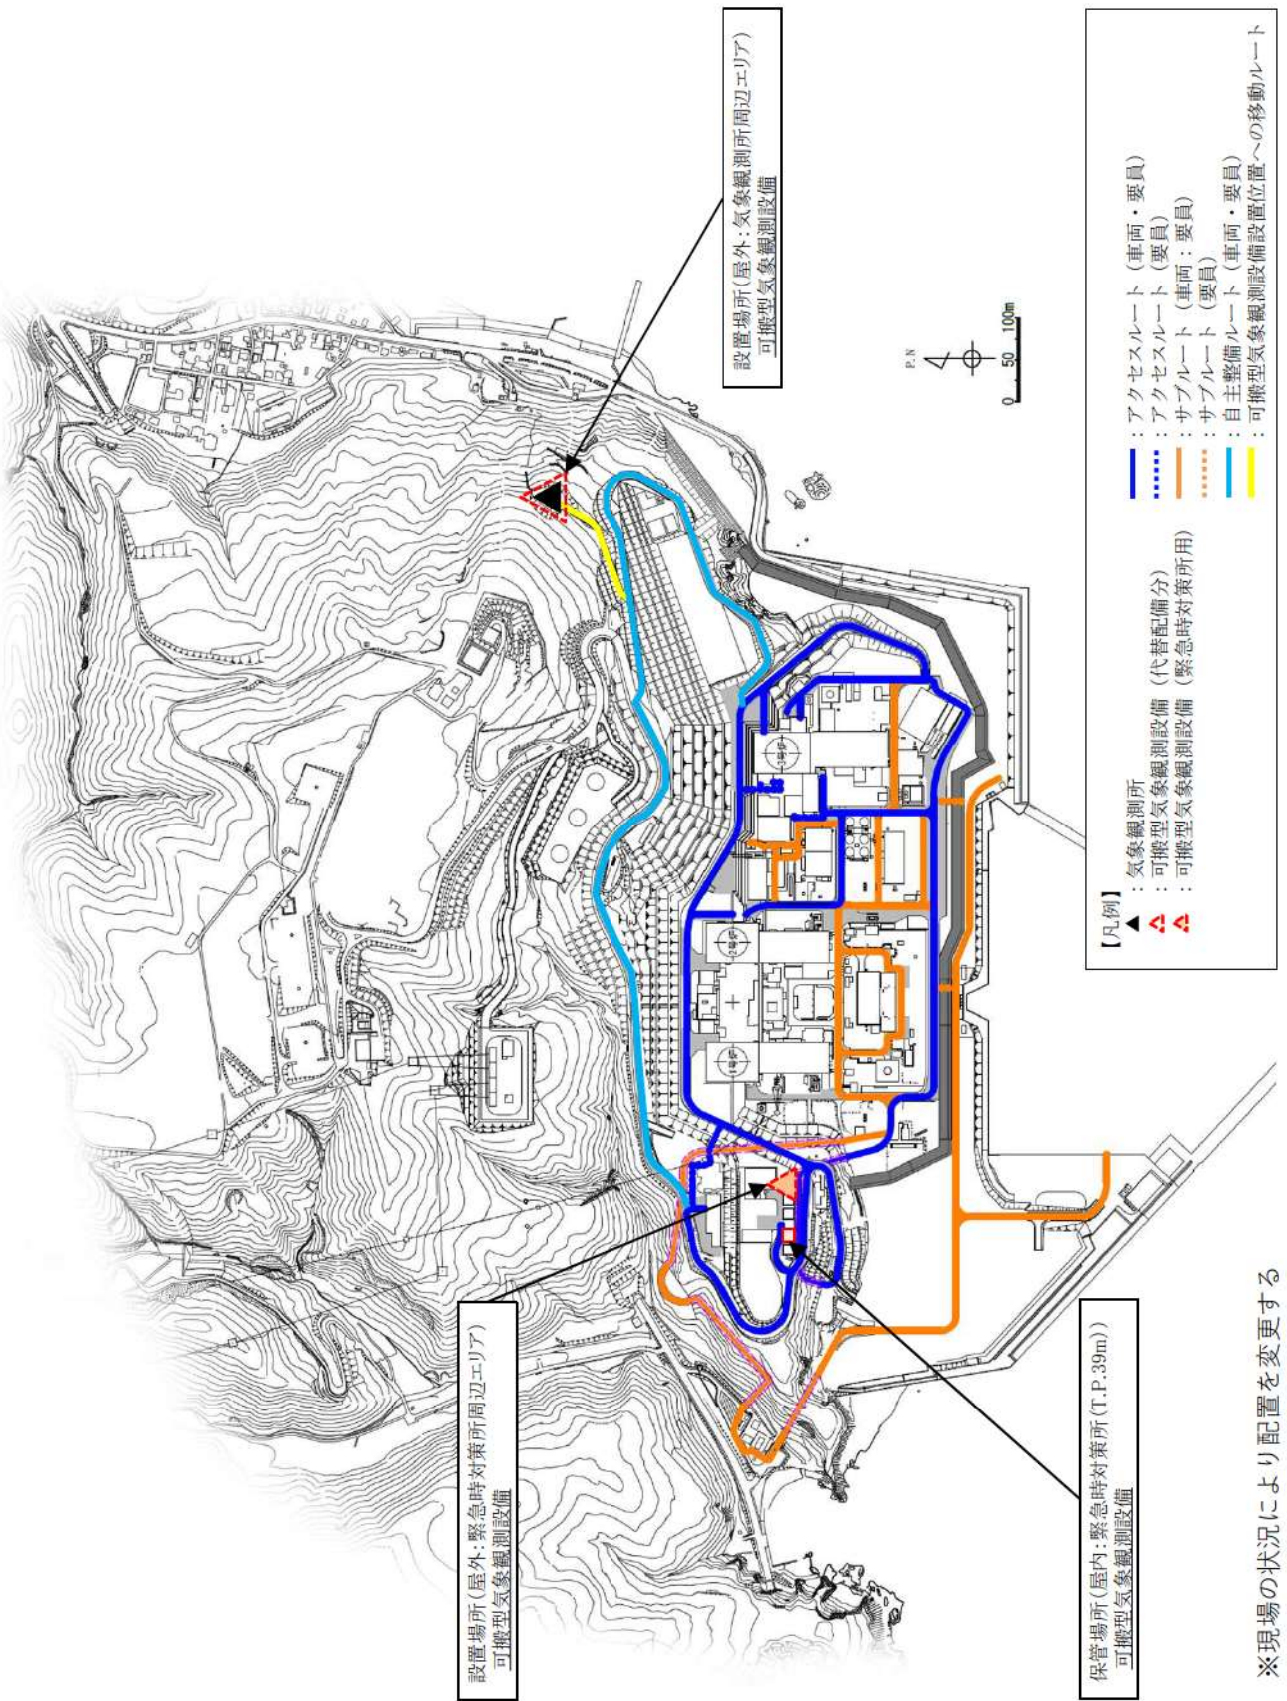 設置場所(屋外:気象観測所周辺エリア)
可搬型気象観測設備
設置場所(屋外:緊急時対策所周辺エリア)
可搬型気象観測設備
保管場所(屋内:緊急時対策所(T.P.39m))
可搬型気象観測設備
P.N
0 50 100m
1号炉
2号炉
3号炉
【凡例】
:気象観測所
:可搬型気象観測設備 (代替配備分)
:可搬型気象観測設備 (緊急時対策所用)
:アクセスルート (車両・要員)
:アクセスルート (要員)
:サブルート (車両:要員)
:サブルート (要員)
:自主整備ルート (車両・要員)
:可搬型気象観測設備設置位置への移動ルート
※現場の状況により配置を変更する